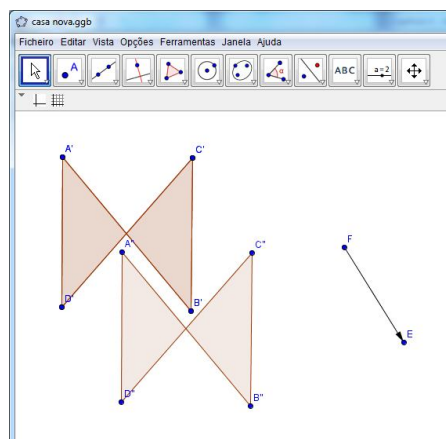 casa nova.ggb
Ficheiro Editar Vista Opções Ferramentas Janela Ajuda
A
α
ABC
a=2
A'
C'
F
A''
C''
D'
B'
E
D''
B''